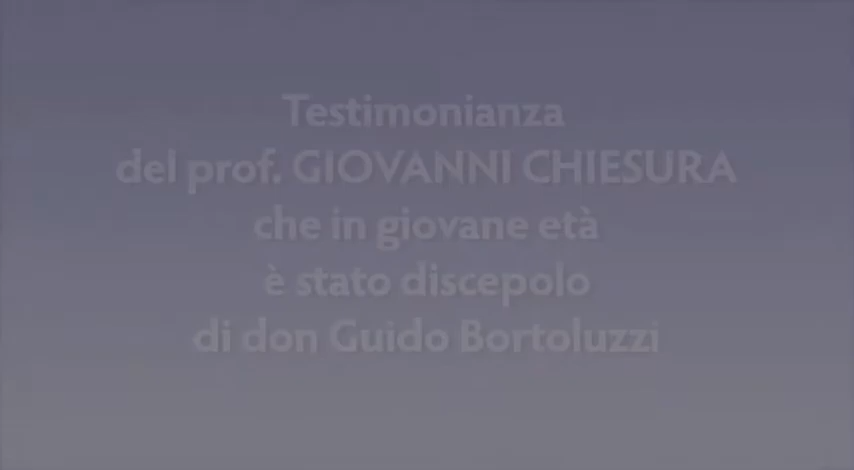 Testimonianza
del prof. GIOVANNI CHIESURA
che in giovane età
è stato discepolo
di don Guido Bortoluzzi